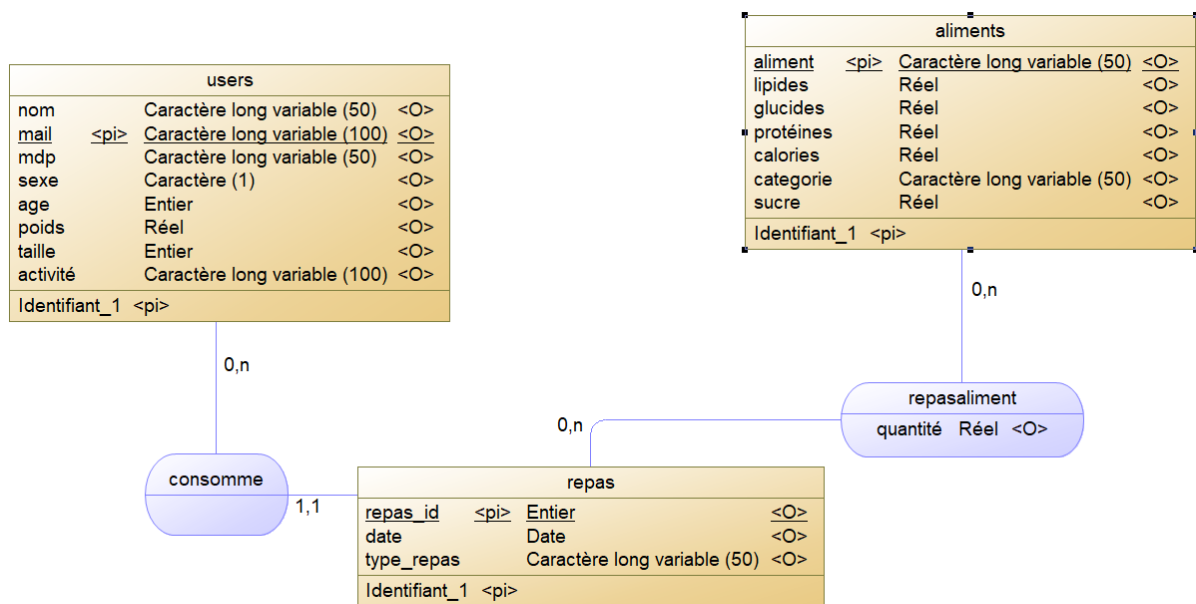 users
nom Caractère long variable (50) <O>
mail <pi> Caractère long variable (100) <O>
mdp Caractère long variable (50) <O>
sexe Caractère (1) <O>
age Entier <O>
poids Réel <O>
taille Entier <O>
activité Caractère long variable (100) <O>
Identifiant_1 <pi>
aliments
aliment <pi> Caractère long variable (50) <O>
lipides Réel <O>
glucides Réel <O>
protéines Réel <O>
calories Réel <O>
categorie Caractère long variable (50) <O>
sucre Réel <O>
Identifiant_1 <pi>
0,n
0,n
repasaliment
quantité Réel <O>
0,n
consomme
1,1
repas
repas_id <pi> Entier <O>
date Date <O>
type_repas Caractère long variable (50) <O>
Identifiant_1 <pi>